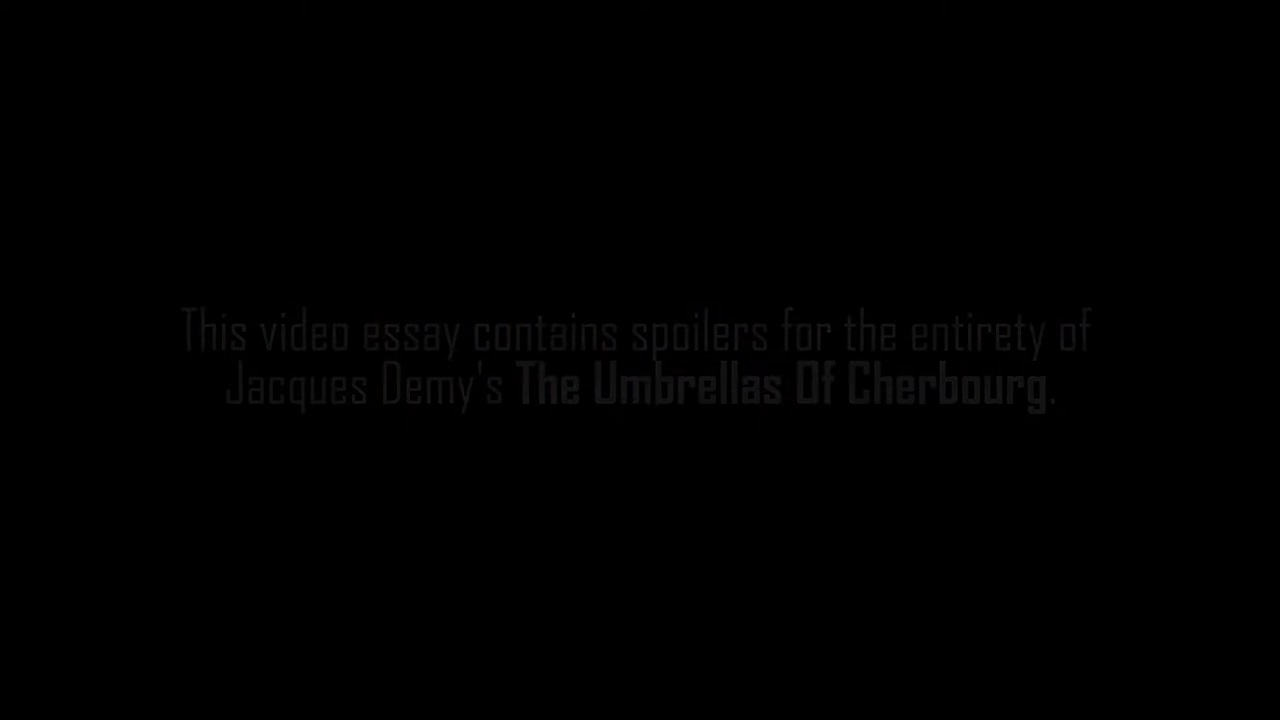 This video essay contains spoilers for the entirety of
Jacques Demy's The Umbrellas Of Cherbourg.